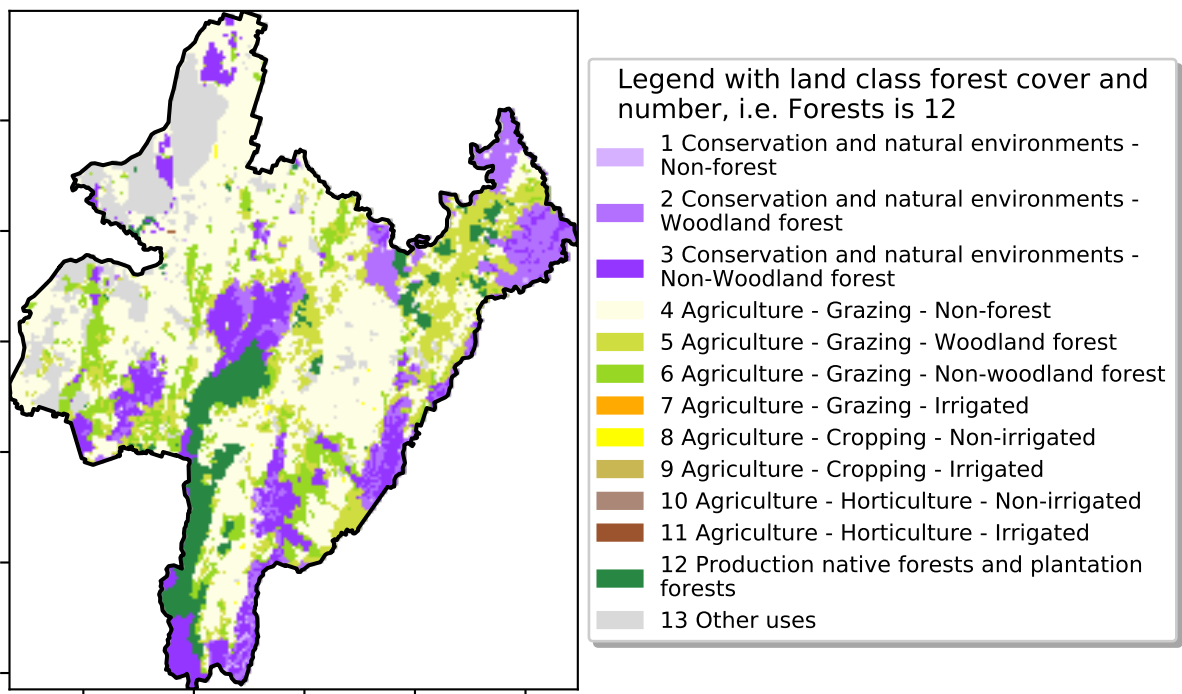 Legend with land class forest cover and
number, i.e. Forests is 12
1 Conservation and natural environments -
Non-forest
2 Conservation and natural environments -
Woodland forest
3 Conservation and natural environments -
Non-Woodland forest
4 Agriculture - Grazing - Non-forest
5 Agriculture - Grazing - Woodland forest
6 Agriculture - Grazing - Non-woodland forest
7 Agriculture - Grazing - Irrigated
8 Agriculture - Cropping - Non-irrigated
9 Agriculture - Cropping - Irrigated
10 Agriculture - Horticulture - Non-irrigated
11 Agriculture - Horticulture - Irrigated
12 Production native forests and plantation
forests
13 Other uses